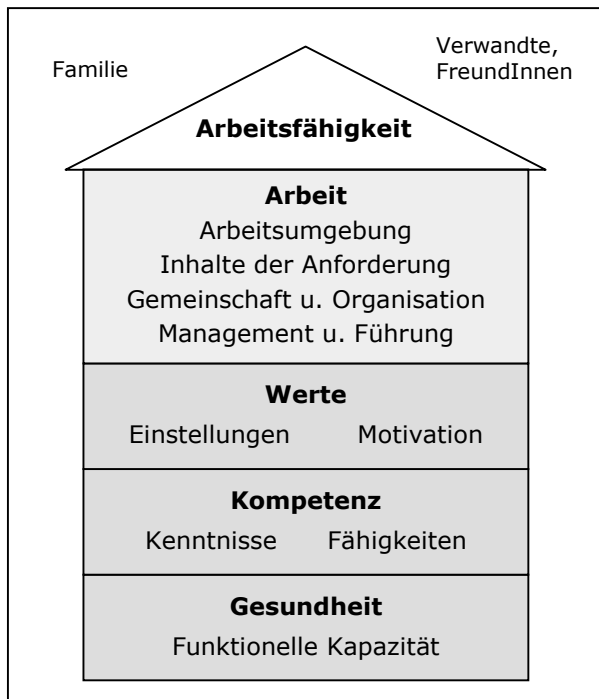 Familie
Verwandte,
FreundInnen
Arbeitsfähigkeit
Arbeit
Arbeitsumgebung
Inhalte der Anforderung
Gemeinschaft u. Organisation
Management u. Führung
Werte
Einstellungen Motivation
Kompetenz
Kenntnisse Fähigkeiten
Gesundheit
Funktionelle Kapazität